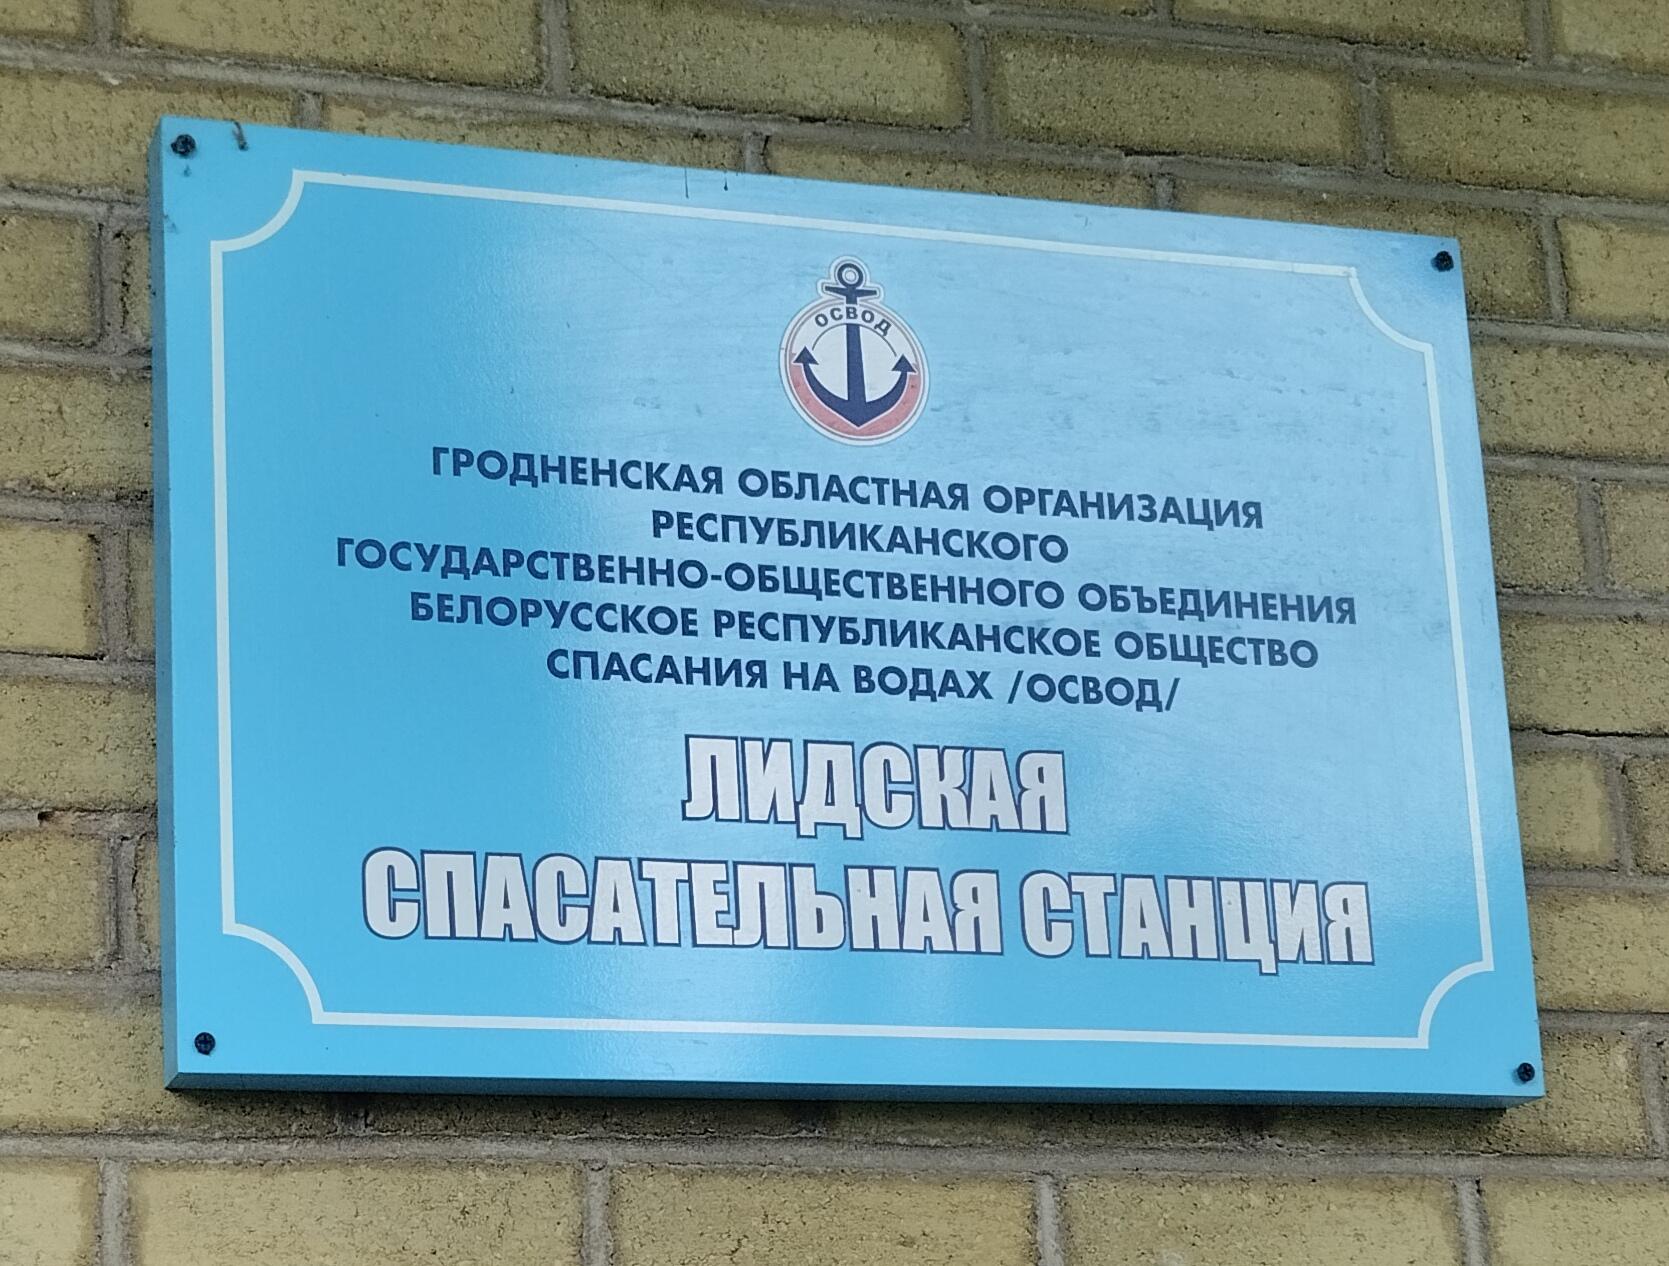 ОСВОД
ГРОДНЕНСКАЯ ОБЛАСТНАЯ ОРГАНИЗАЦИЯ
РЕСПУБЛИКАНСКОГО
ГОСУДАРСТВЕННО-ОБЩЕСТВЕННОГО ОБЪЕДИНЕНИЯ
БЕЛОРУССКОЕ РЕСПУБЛИКАНСКОЕ ОБЩЕСТВО
СПАСАНИЯ НА ВОДАХ /ОСВОД/
ЛИДСКАЯ
СПАСАТЕЛЬНАЯ СТАНЦИЯ